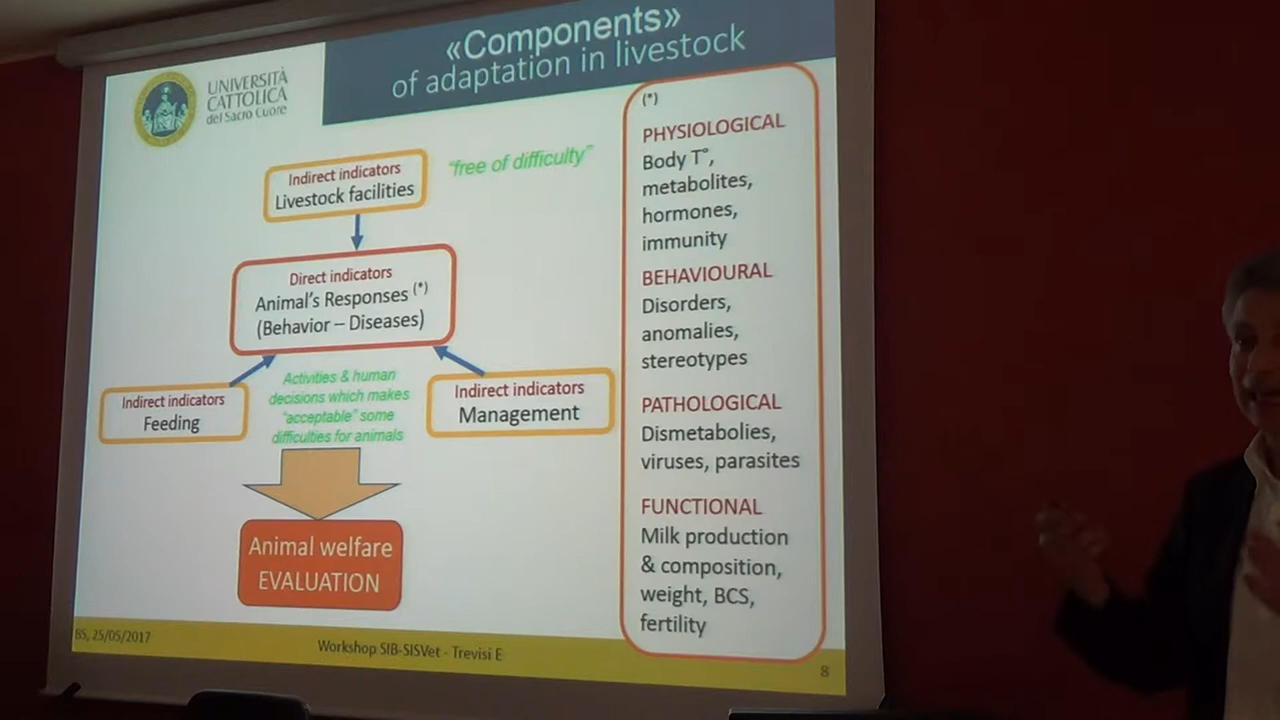 UNIVERSITÀ
CATTOLICA
del Sacro Cuore
«Components»
of adaptation in livestock
Indirect indicators
Livestock facilities
"free of difficulty"
Direct indicators
Animal's Responses (*)
(Behavior – Diseases)
Indirect indicators
Feeding
Activities & human
decisions which makes
"acceptable" some
difficulties for animals
Indirect indicators
Management
Animal welfare
EVALUATION
(*)
PHYSIOLOGICAL
Body T°,
metabolites,
hormones,
immunity
BEHAVIOURAL
Disorders,
anomalies,
stereotypes
PATHOLOGICAL
Dismetabolies,
viruses, parasites
FUNCTIONAL
Milk production
& composition,
weight, BCS,
fertility
BS, 25/05/2017
Workshop SIB-SISVet - Trevisi E
8